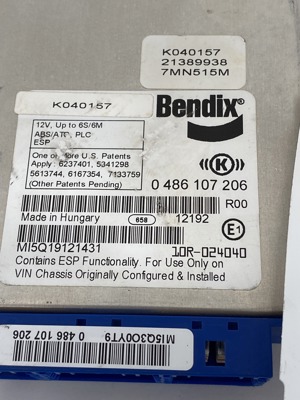 K040157
21389938
7MN515M
K040157
Bendix
12V, Up to 6S/6M
ABS/ATC, PLC
ESP
One or more U.S. Patents
Apply : 6237401, 5341298
5613744, 6167354, 7133759
(Other Patents Pending)
K
0 486 107 206
R00
Made in Hungary
658
12192
E1
MI5Q19121431
10R-024040
Contains ESP Functionality. For Use Only on
VIN Chassis Originally Configured & Installed
MI5Q3O0YT9
0 486 107 206